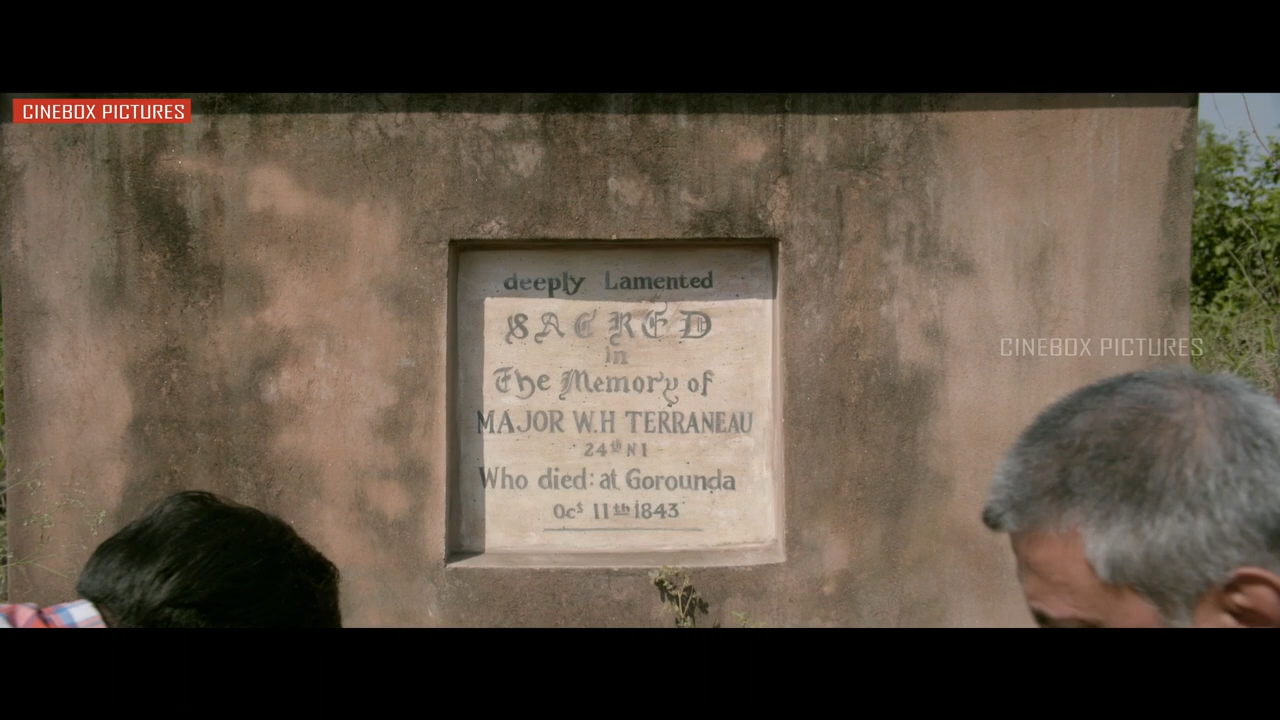 CINEBOX PICTURES
deeply Lamented
SACRED
in
The Memory of
MAJOR W.H TERRANEAU
24th N I
Who died: at Gorounda
Oct 11th 1843
CINEBOX PICTURES